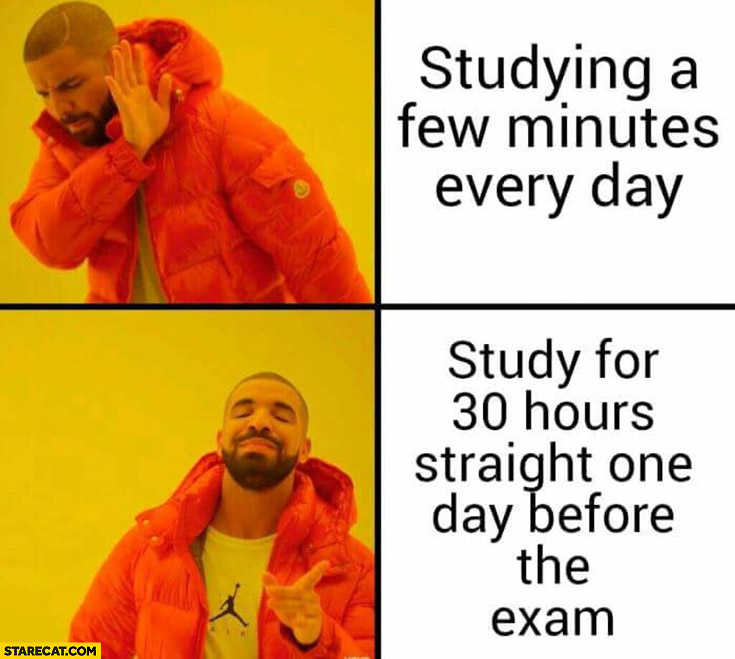 Studying a
few minutes
every day
Study for
30 hours
straight one
day before
the
exam
STARECAT.COM